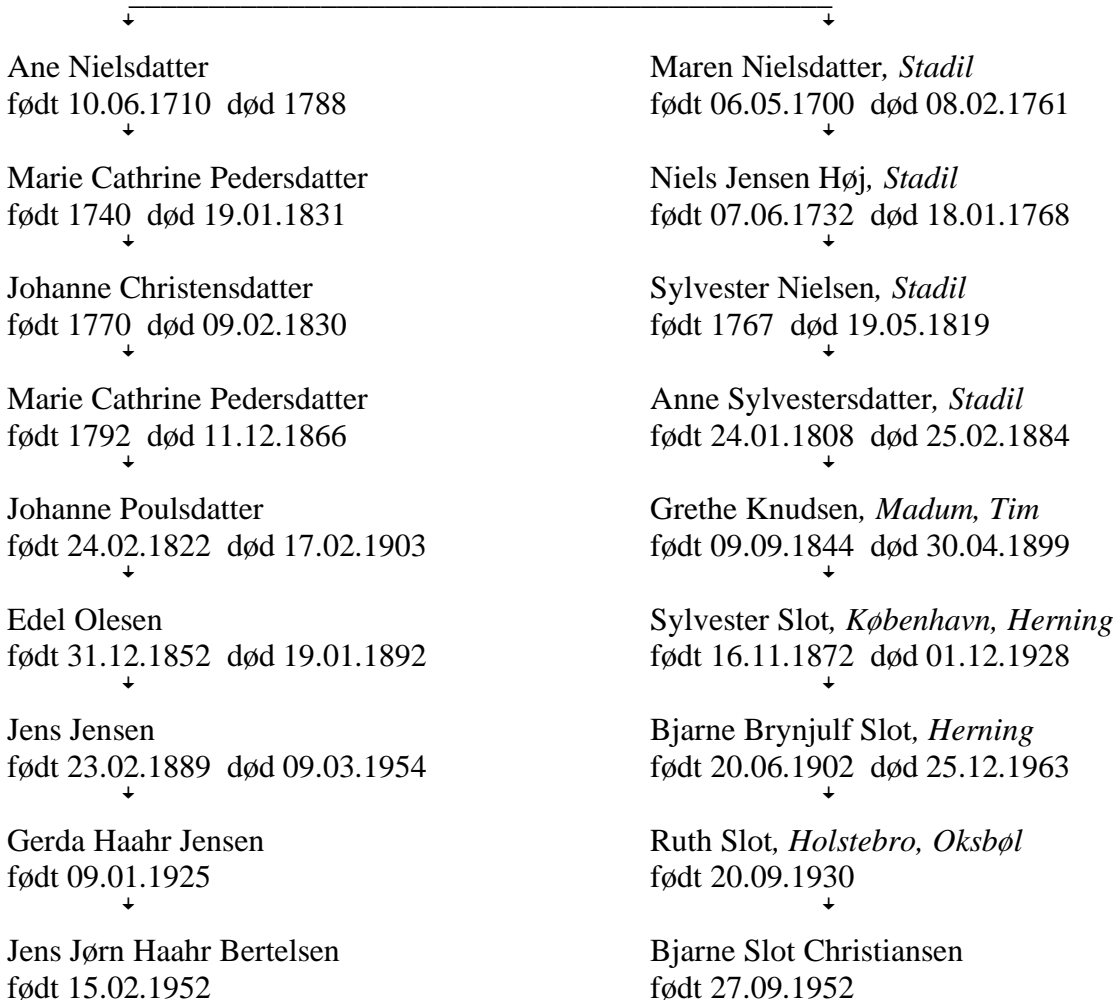 Ane Nielsdatter
født 10.06.1710 død 1788
Marie Cathrine Pedersdatter
født 1740 død 19.01.1831
Johanne Christensdatter
født 1770 død 09.02.1830
Marie Cathrine Pedersdatter
født 1792 død 11.12.1866
Johanne Poulsdatter
født 24.02.1822 død 17.02.1903
Edel Olesen
født 31.12.1852 død 19.01.1892
Jens Jensen
født 23.02.1889 død 09.03.1954
Gerda Haahr Jensen
født 09.01.1925
Jens Jørn Haahr Bertelsen
født 15.02.1952
Maren Nielsdatter, Stadil
født 06.05.1700 død 08.02.1761
Niels Jensen Høj, Stadil
født 07.06.1732 død 18.01.1768
Sylvester Nielsen, Stadil
født 1767 død 19.05.1819
Anne Sylvestersdatter, Stadil
født 24.01.1808 død 25.02.1884
Grethe Knudsen, Madum, Tim
født 09.09.1844 død 30.04.1899
Sylvester Slot, København, Herning
født 16.11.1872 død 01.12.1928
Bjarne Brynjulf Slot, Herning
født 20.06.1902 død 25.12.1963
Ruth Slot, Holstebro, Oksbøl
født 20.09.1930
Bjarne Slot Christiansen
født 27.09.1952